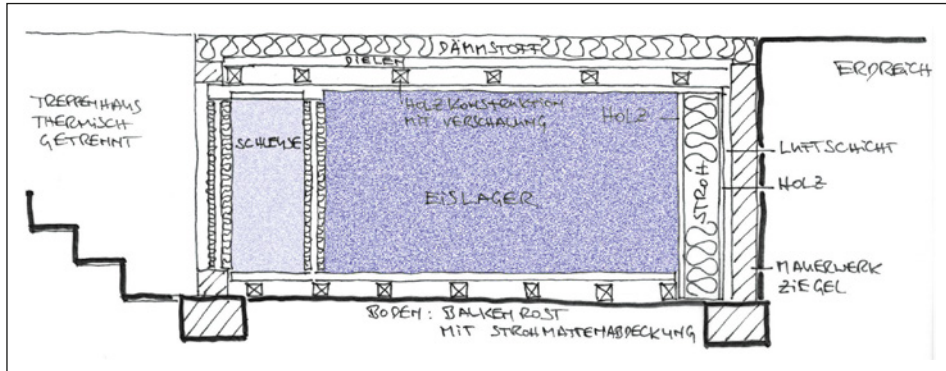 DÄMMSTOFF
DIELEN
ERDREICH
TREPPENHAUS
THERMISCH
GETRENNT
HOLZKONSTRUKTION
MIT VERSCHALUNG
HOLZ
SCHLEUSE
LUFTSCHICHT
HOLZ
EISLAGER
STROH
MAUERWERK
ZIEGEL
BODEN: BALKENROST
MIT STROHMATTENABDECKUNG